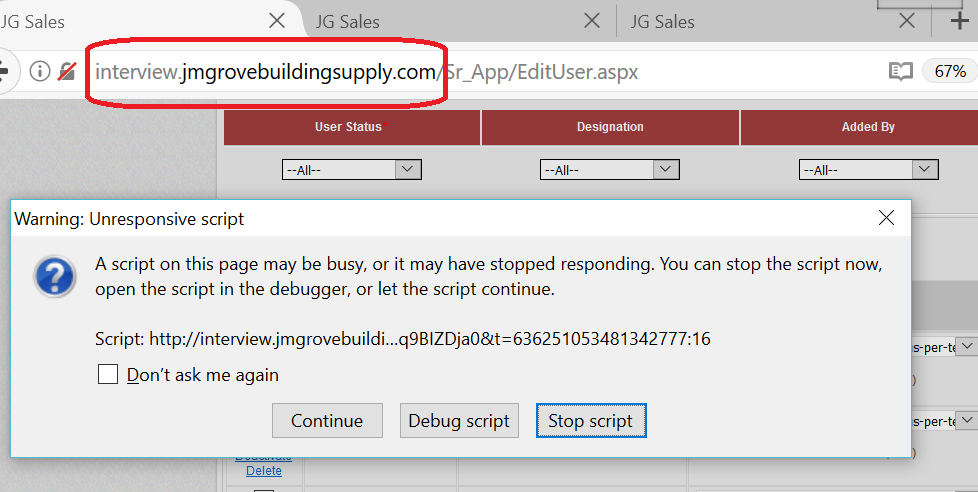 JG Sales
JG Sales
JG Sales
interview.jmgrovebuildingsupply.com/Sr_App/EditUser.aspx
67%
User Status
Designation
Added By
--All--
--All--
--All--
Warning: Unresponsive script
A script on this page may be busy, or it may have stopped responding. You can stop the script now,
open the script in the debugger, or let the script continue.
Script: http://interview.jmgrovebuildi...q9BIZDja0&t=636251053481342777:16
Don't ask me again
Continue
Debug script
Stop script
s-per-te
)
s-per-te
)
Deactivate
Delete